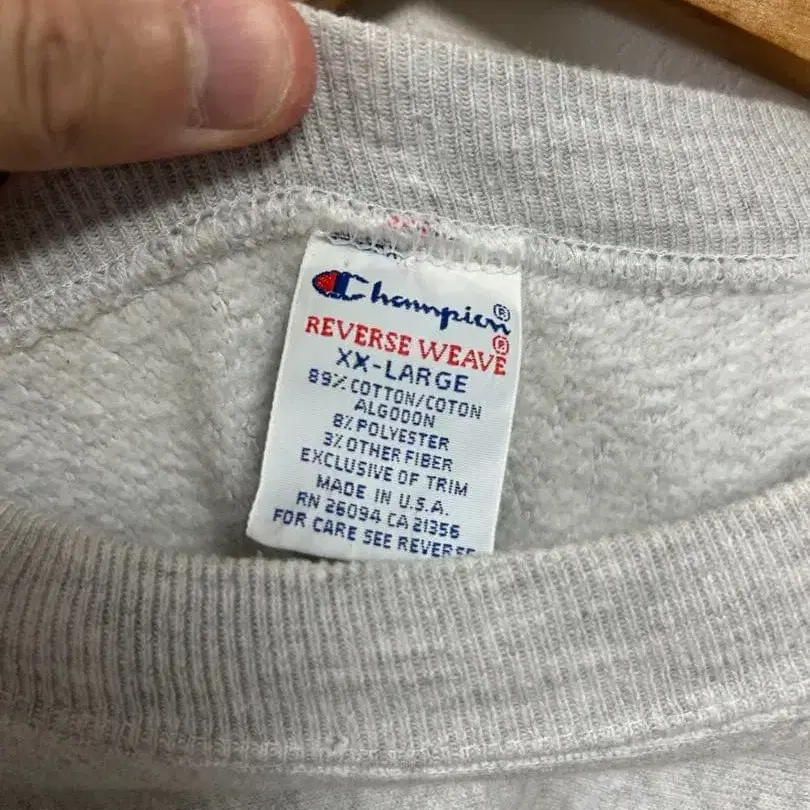 Champion®
REVERSE WEAVE®
XX-LARGE
89% COTTON/COTON
ALGODON
8% POLYESTER
3% OTHER FIBER
EXCLUSIVE OF TRIM
MADE IN U.S.A.
RN 26094 CA 21356
FOR CARE SEE REVERSE